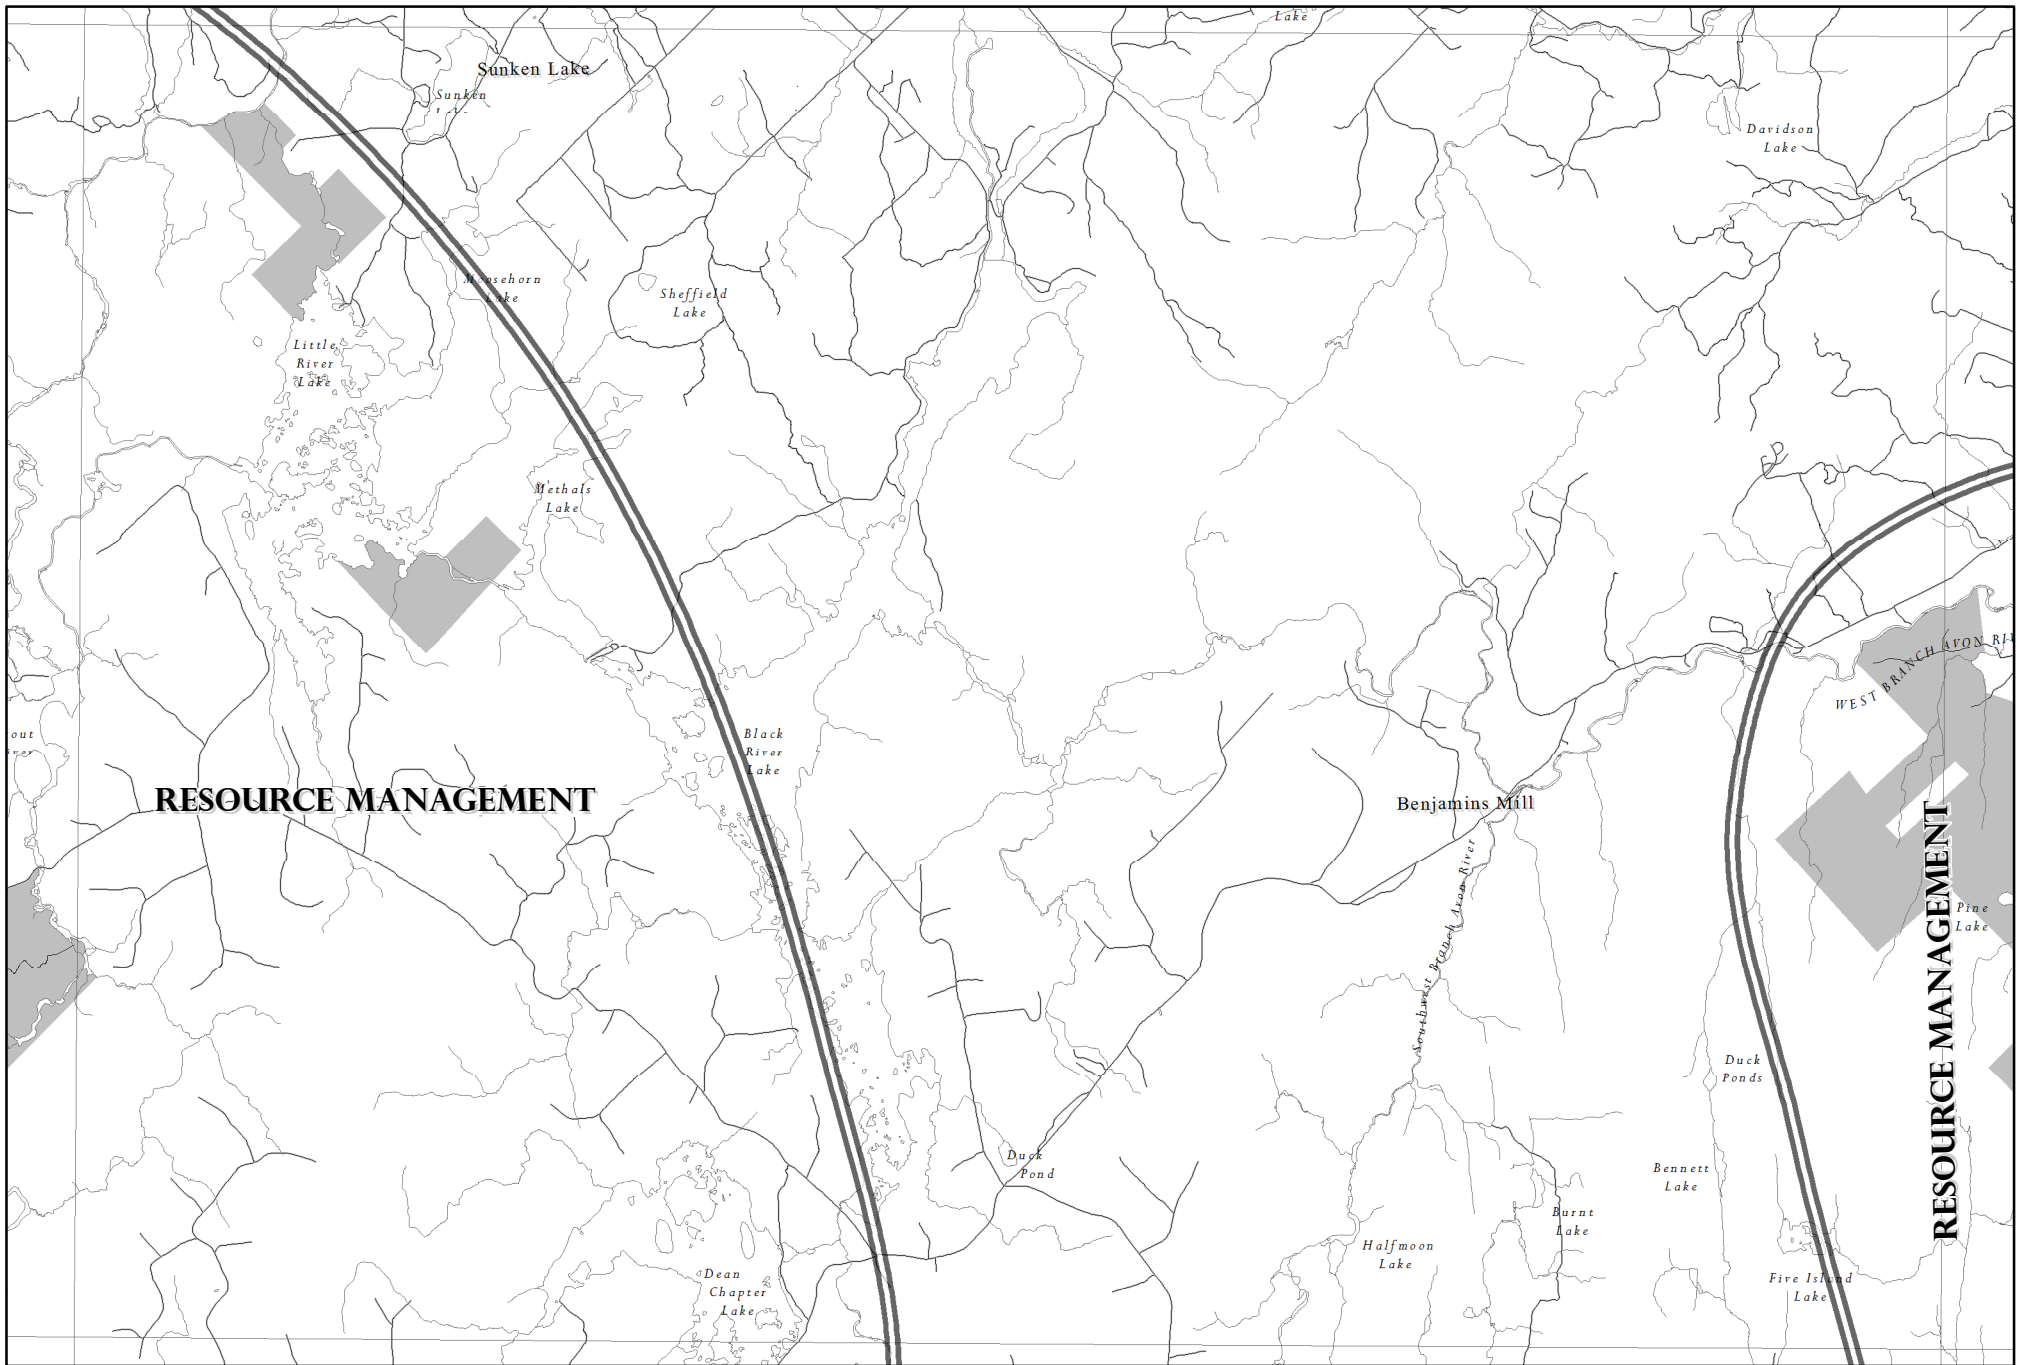 Lake
Sunken Lake
Sunken
Davidson
Lake
Moosehorn
Lake
Sheffield
Lake
Little
River
Lake
Methals
Lake
WEST BRANCH AVON
out
Black
River
Lake
RESOURCE MANAGEMENT
Benjamins Mill
RESOURCE MANAGEMENT
Southwest Branch Avon River
Pine
Lake
Duck
Ponds
Duck
Pond
Bennett
Lake
Burnt
Lake
Halfmoon
Lake
Dean
Chapter
Lake
Five Island
Lake